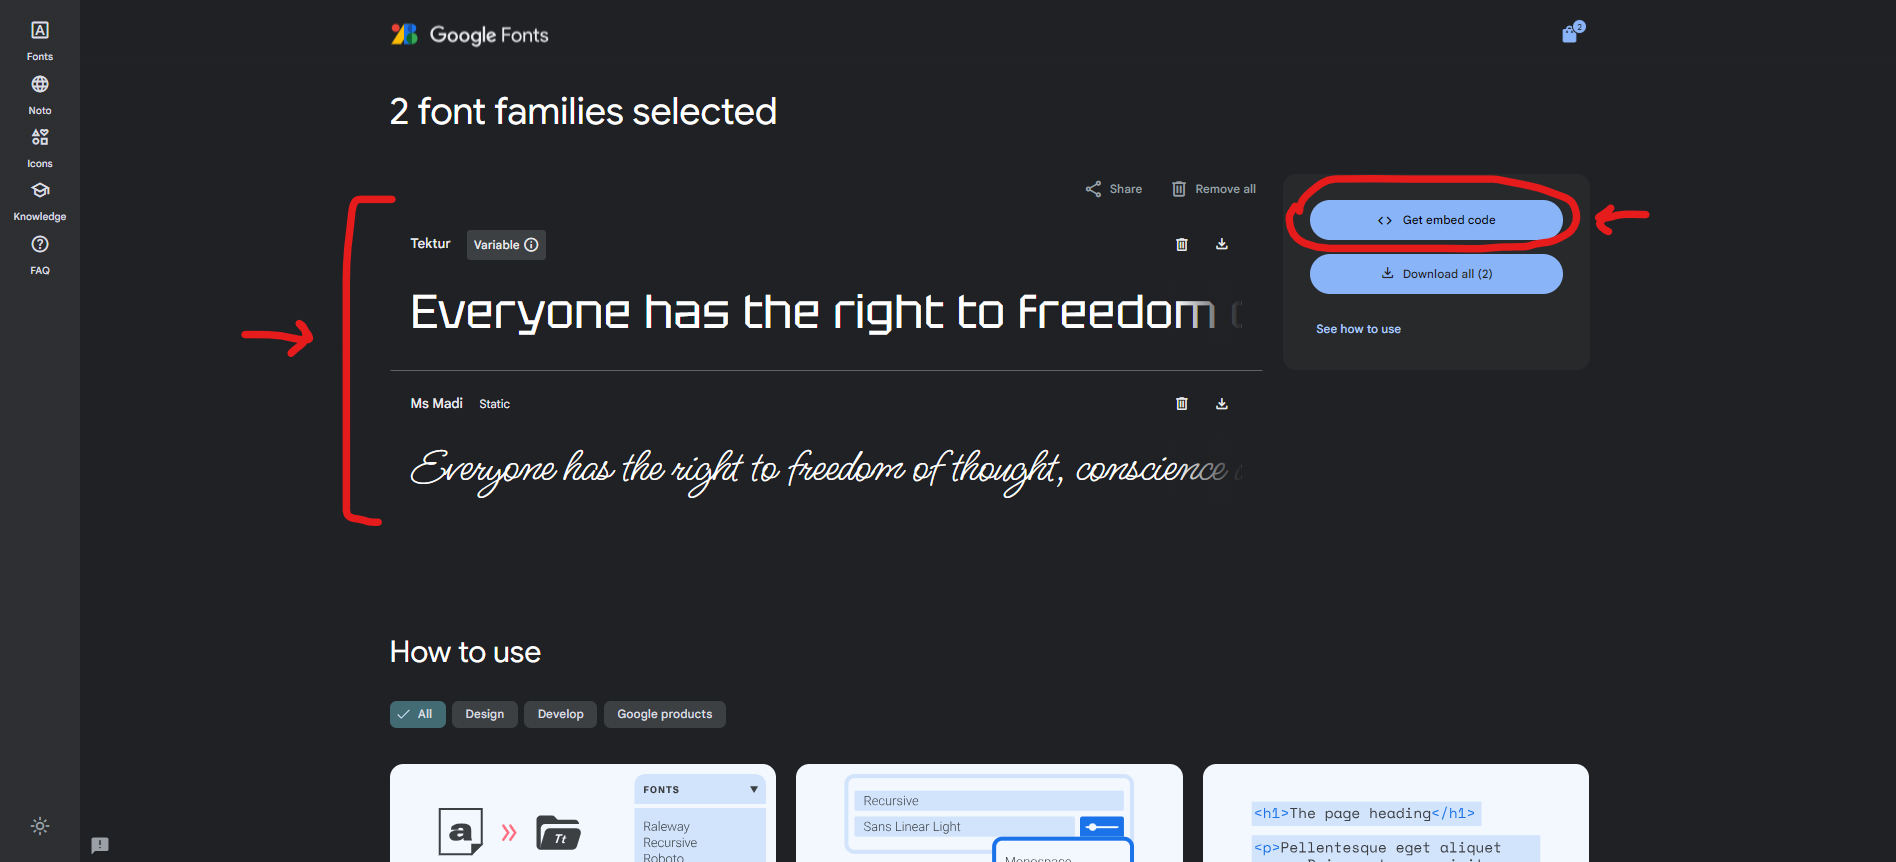 Fonts
Noto
Icons
Knowledge
FAQ
Google Fonts
2
2 font families selected
Share
Remove all
Tektur
Variable
Everyone has the right to freedom
Ms Madi
Static
Everyone has the right to freedom of thought, conscience
<> Get embed code
Download all (2)
See how to use
How to use
All
Design
Develop
Google products
a
Tt
FONTS
Raleway
Recursive
Roboto
Recursive
Sans Linear Light
Monospace
<h1>The page heading</h1>
<p>Pellentesque eget aliquet